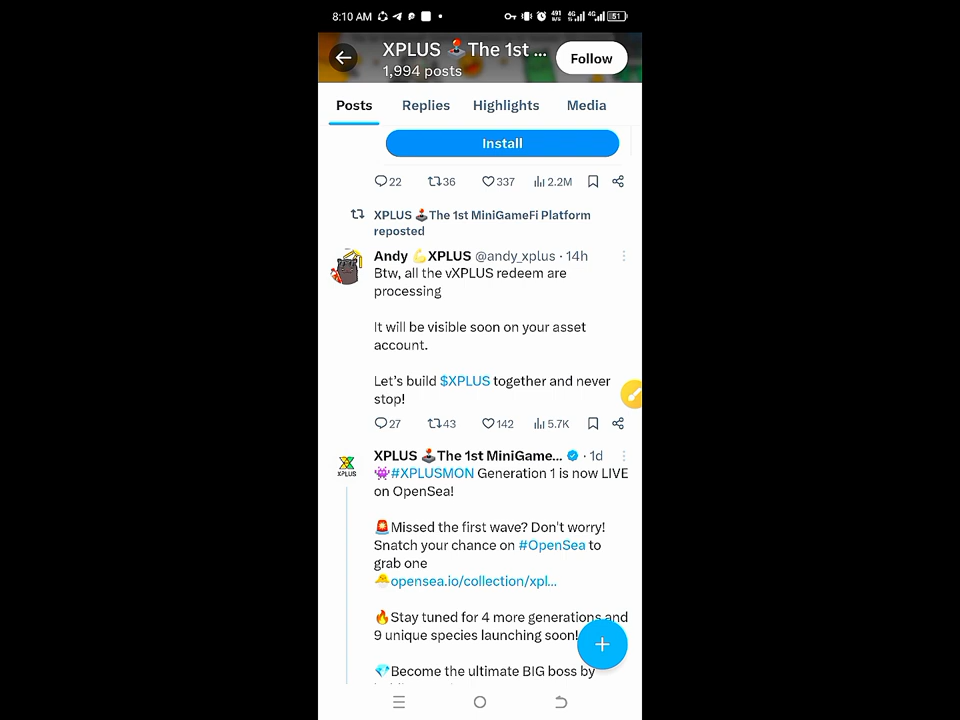 8:10 AM 491 B/s 4G 4G 51
XPLUS 🕹️The 1st ...
1,994 posts
Follow
Posts Replies Highlights Media
Install
22 36 337 2.2M
XPLUS 🕹️The 1st MiniGameFi Platform
reposted
Andy 💪XPLUS @andy_xplus · 14h
Btw, all the vXPLUS redeem are
processing
It will be visible soon on your asset
account.
Let's build $XPLUS together and never
stop!
27 43 142 5.7K
XPLUS 🕹️The 1st MiniGame... · 1d
XPLUS
👾#XPLUSMON Generation 1 is now LIVE
on OpenSea!
🚨Missed the first wave? Don't worry!
Snatch your chance on #OpenSea to
grab one
🐣opensea.io/collection/xpl...
🔥Stay tuned for 4 more generations and
9 unique species launching soon!
💎Become the ultimate BIG boss by